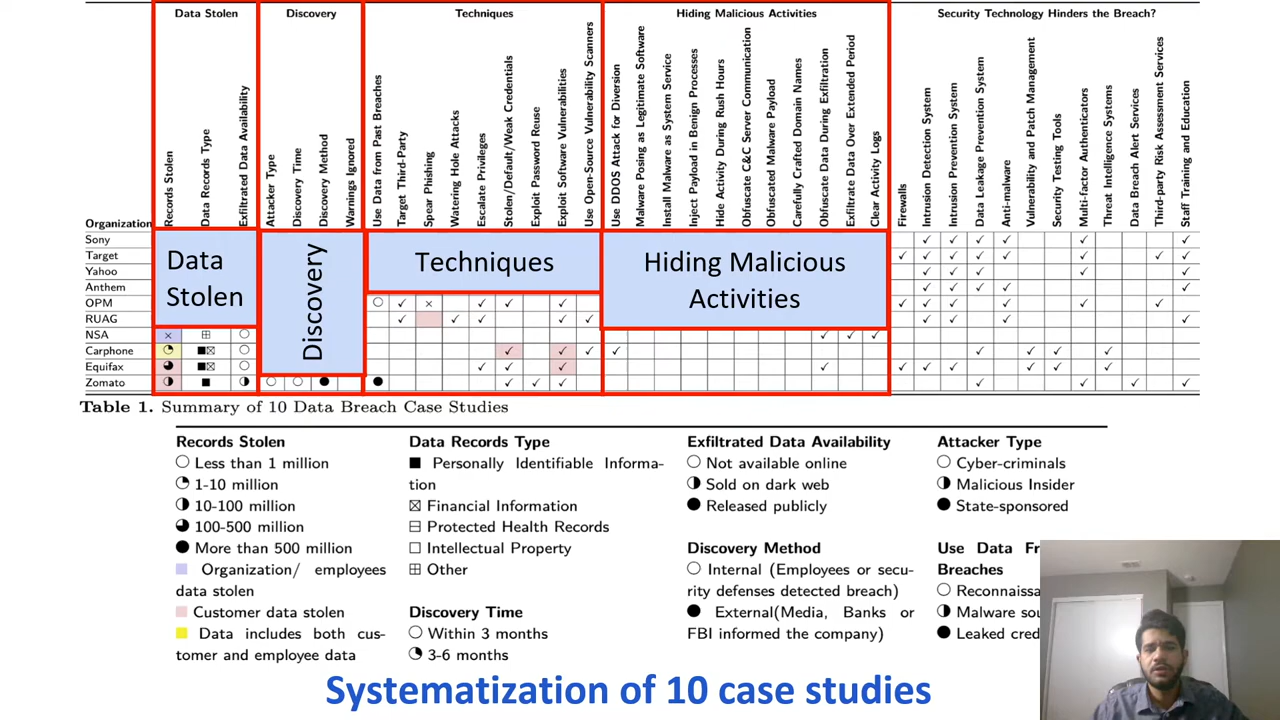 Data Stolen Discovery Techniques Hiding Malicious Activities Security Technology Hinders the Breach?
Organization
Records Stolen
Data Records Type
Exfiltrated Data Availability
Attacker Type
Discovery Time
Discovery Method
Warnings Ignored
Use Data from Past Breaches
Target Third-Party
Spear Phishing
Watering Hole Attacks
Escalate Privileges
Stolen/Default/Weak Credentials
Exploit Password Reuse
Exploit Software Vulnerabilities
Use Open-Source Vulnerability Scanners
Use DDOS Attack for Diversion
Malware Posing as Legitimate Software
Install Malware as System Service
Inject Payload in Benign Processes
Hide Activity During Rush Hours
Obfuscate C&C Server Communication
Obfuscated Malware Payload
Carefully Crafted Domain Names
Obfuscate Data During Exfiltration
Exfiltrate Data Over Extended Period
Clear Activity Logs
Firewalls
Intrusion Detection System
Intrusion Prevention System
Data Leakage Prevention System
Anti-malware
Vulnerability and Patch Management
Security Testing Tools
Multi-factor Authenticators
Threat Intelligence Systems
Data Breach Alert Services
Third-party Risk Assessment Services
Staff Training and Education
Sony
Target
Yahoo
Anthem
OPM
RUAG
NSA
Carphone
Equifax
Zomato
Data
Stolen
Discovery
Techniques
Hiding Malicious
Activities
Table 1. Summary of 10 Data Breach Case Studies
Records Stolen
Less than 1 million
1-10 million
10-100 million
100-500 million
More than 500 million
Organization/ employees
data stolen
Customer data stolen
Data includes both cus-
tomer and employee data
Data Records Type
Personally Identifiable Informa-
tion
Financial Information
Protected Health Records
Intellectual Property
Other
Discovery Time
Within 3 months
3-6 months
Exfiltrated Data Availability
Not available online
Sold on dark web
Released publicly
Discovery Method
Internal (Employees or secu-
rity defenses detected breach)
External(Media, Banks or
FBI informed the company)
Attacker Type
Cyber-criminals
Malicious Insider
State-sponsored
Use Data
Breaches
Systematization of 10 case studies